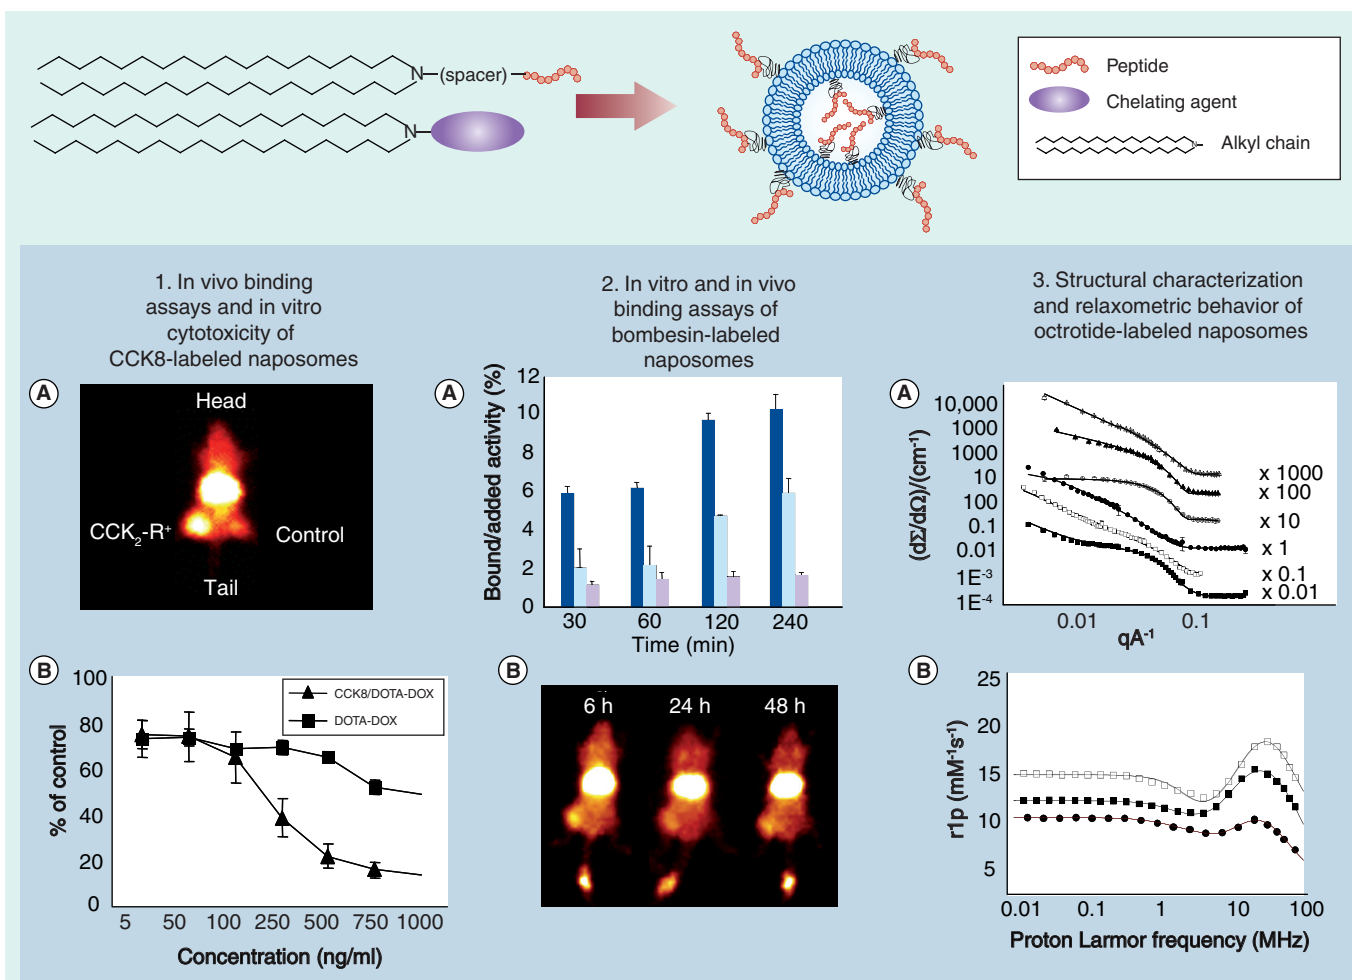 N
(spacer)
N
Peptide
Chelating agent
N
Alkyl chain
1. In vivo binding
assays and in vitro
cytotoxicity of
CCK8-labeled naposomes
A
Head
CCK2-R+
Control
Tail
B
% of control
100
80
60
40
20
0
CCK8/DOTA-DOX
DOTA-DOX
5 50 100 250 500 750 1000
Concentration (ng/ml)
2. In vitro and in vivo
binding assays of
bombesin-labeled
naposomes
A
Bound/added activity (%)
12
10
8
6
4
2
0
30 60 120 240
Time (min)
B
6 h 24 h 48 h
3. Structural characterization
and relaxometric behavior of
octrotide-labeled naposomes
A
(dΣ/dΩ)/(cm-1)
10,000
1000
1000
10
100
0.1
0.01
1E-3
1E-4
x 1000
x 100
x 10
x 1
x 0.1
x 0.01
0.01 0.1
qA-1
B
r1p (mM-1s-1)
25
20
15
10
5
0.01 0.1 1 10 100
Proton Larmor frequency (MHz)